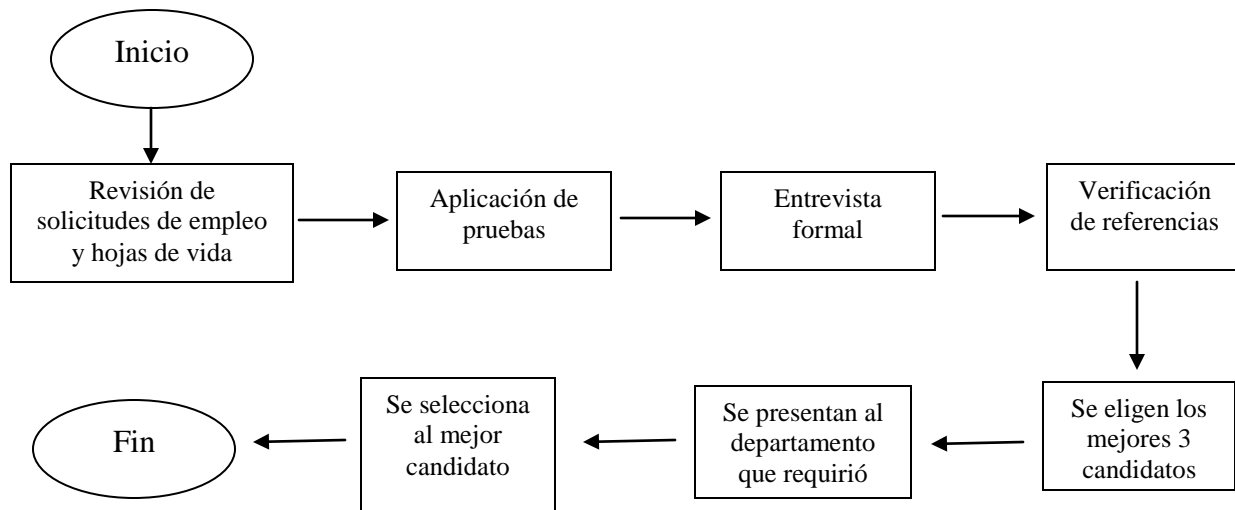 Inicio
Revisión de
solicitudes de empleo
y hojas de vida
Aplicación de
pruebas
Entrevista
formal
Verificación
de referencias
Se eligen los
mejores 3
candidatos
Se presentan al
departamento
que requirió
Se selecciona
al mejor
candidato
Fin